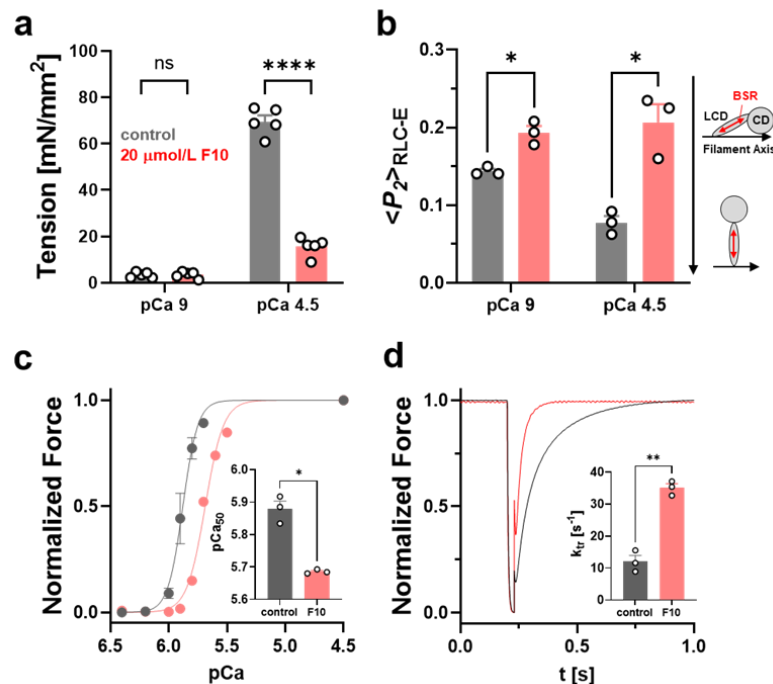 a
Tension [mN/mm²]
100
80
60
40
20
0
ns
****
control
20 μmol/L F10
pCa 9
pCa 4.5
b
<P₂>RLC-E
0.3
0.2
0.1
0.0
*
*
pCa 9
pCa 4.5
BSR
LCD
CD
Filament Axis
c
Normalized Force
1.0
0.5
0.0
6.5
6.0
5.5
5.0
4.5
pCa
pCa₅₀
6.0
5.9
5.8
5.7
5.6
*
control
F10
d
Normalized Force
1.0
0.5
0.0
0.0
0.5
1.0
t [s]
kₜᵣ [s⁻¹]
40
30
20
10
0
**
control
F10